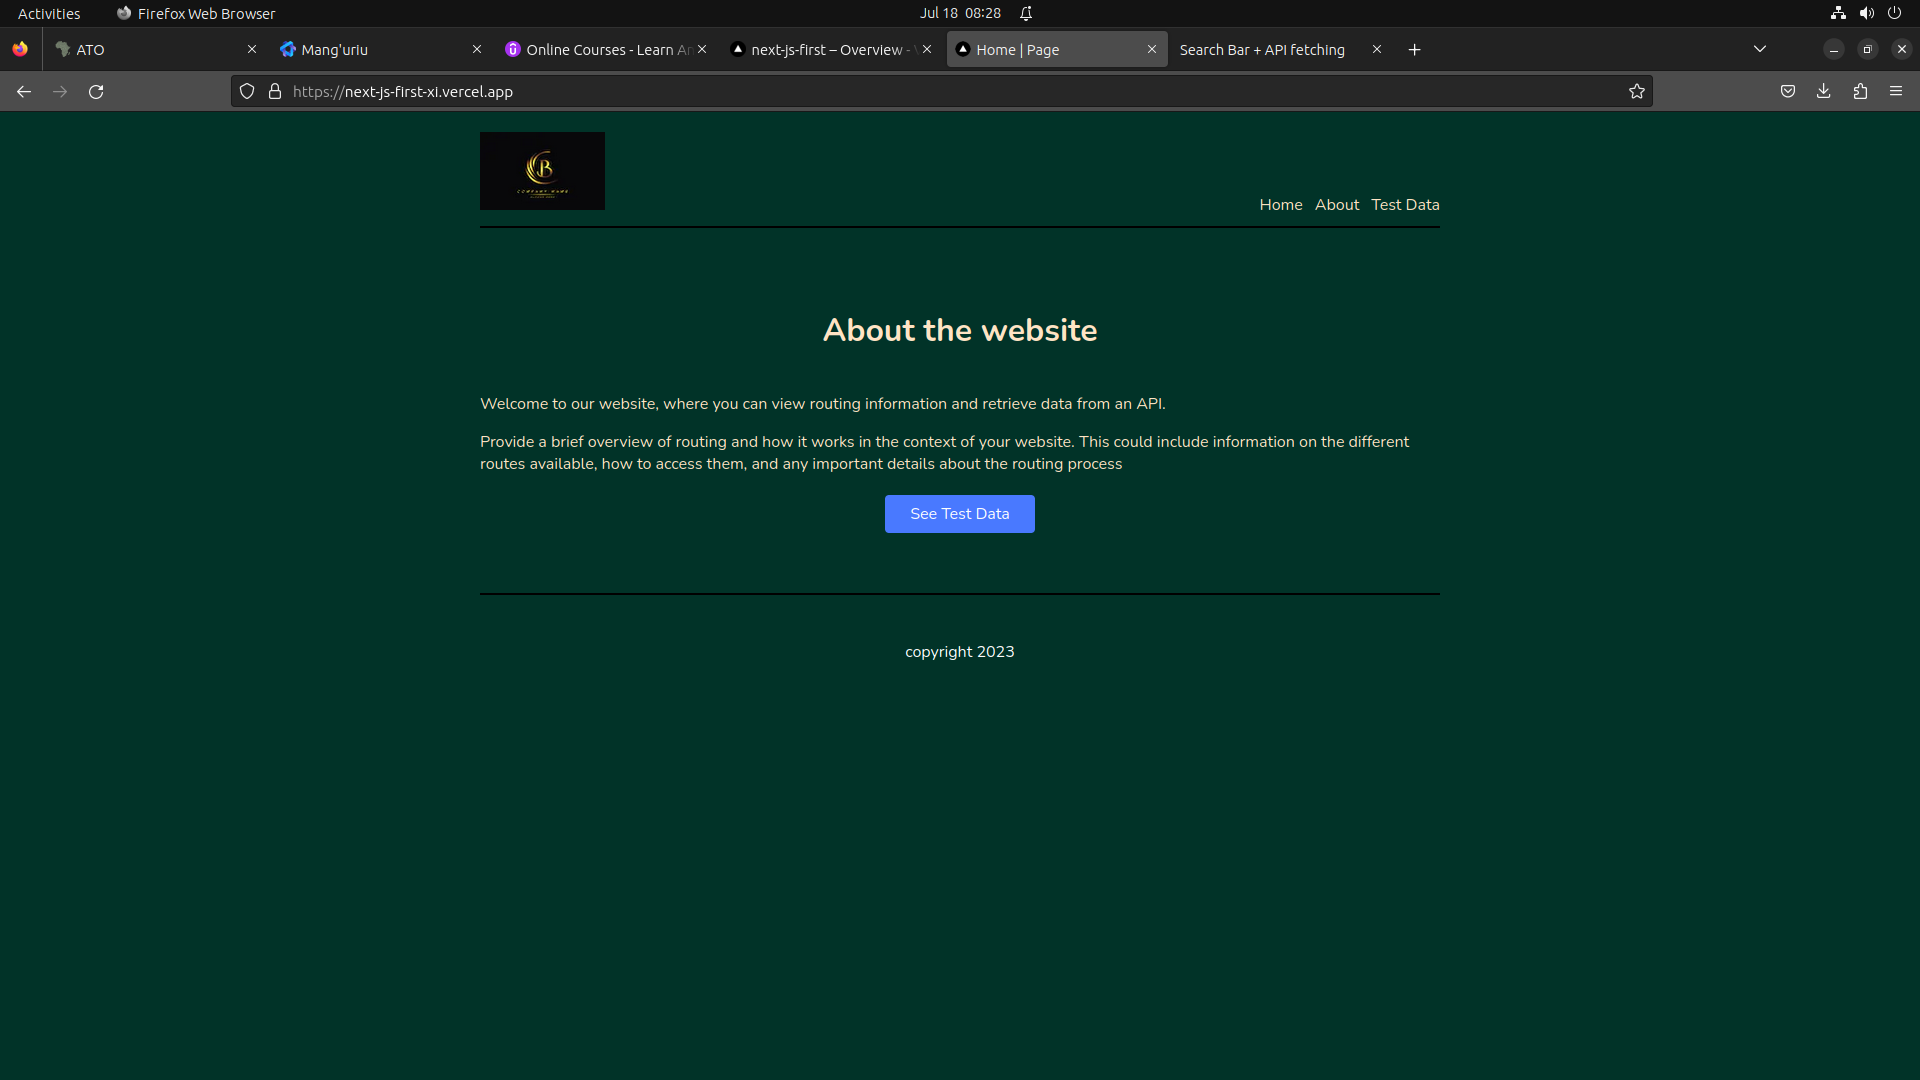 Activities
Firefox Web Browser
Jul 18 08:28
ATO
Mang'uriu
Online Courses - Learn An
next-js-first – Overview -
Home | Page
Search Bar + API fetching
https://next-js-first-xi.vercel.app
B
COMPANY NAME
Home About Test Data
About the website
Welcome to our website, where you can view routing information and retrieve data from an API.
Provide a brief overview of routing and how it works in the context of your website. This could include information on the different
routes available, how to access them, and any important details about the routing process
See Test Data
copyright 2023